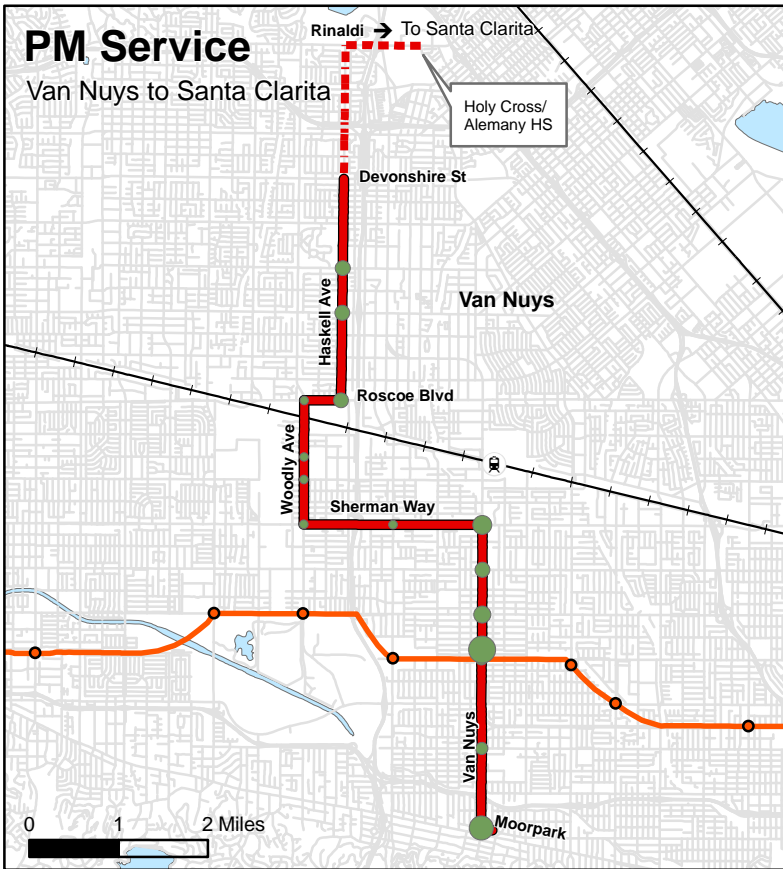 PM Service
Van Nuys to Santa Clarita
Rinaldi → To Santa Clarita
Holy Cross/
Alemany HS
Devonshire St
Haskell Ave
Van Nuys
Roscoe Blvd
Woodly Ave
Sherman Way
Van Nuys
Moorpark
0 1 2 Miles